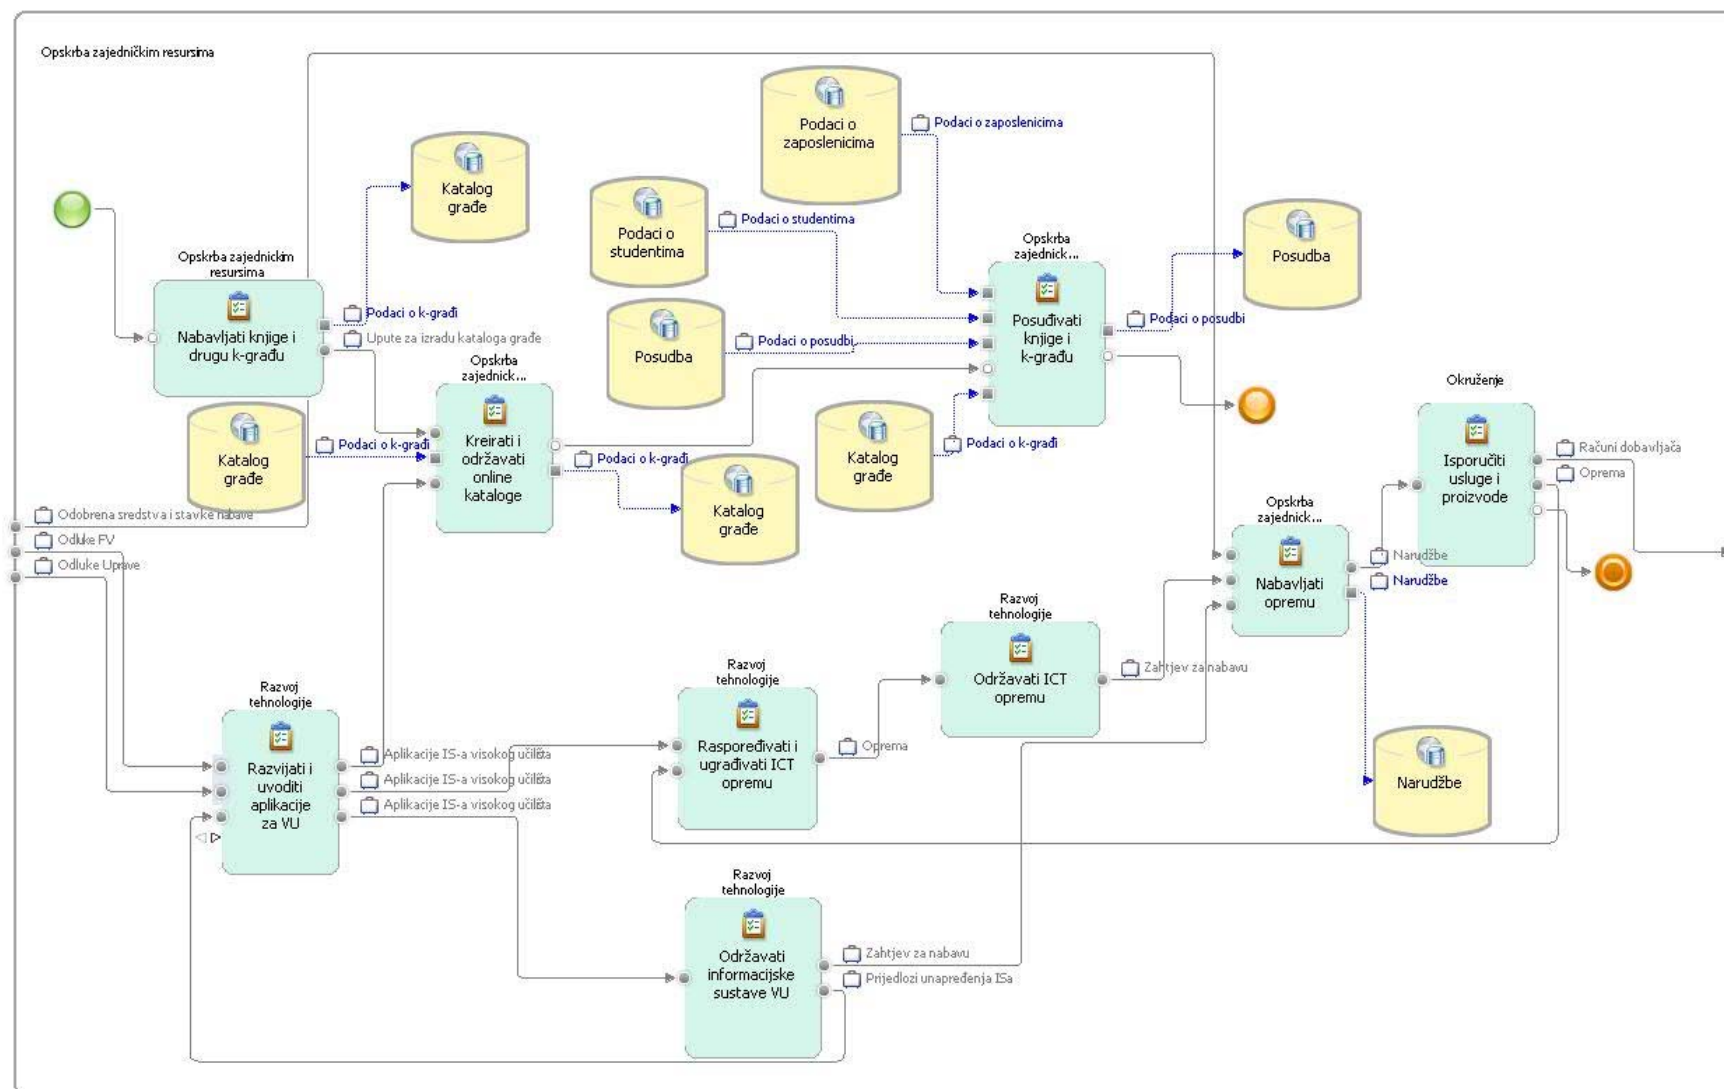 Opskrba zajedničkim resursima
Podaci o
zaposlenicima
Podaci o zaposlenicima
Katalog
građe
Podaci o
studentima
Podaci o studentima
Posudba
Opskrba zajednickim
resursima
Nabavljati knjige i
drugu k-građu
Podaci o k-građi
Upute za izradu kataloga građe
Opskrba
zajednick...
Posuđivati
knjige i
k-građu
Podaci o posudbi
Posudba
Podaci o posudbi
Opskrba
zajednick...
Kreirati i
održavati
online
kataloge
Katalog
građe
Podaci o k-građi
Podaci o k-građi
Katalog
građe
Katalog
građe
Podaci o k-građi
Okruženje
Isporučiti
usluge i
proizvode
Računi dobavljača
Oprema
Odobrena sredstva i stavke nabave
Odluke FV
Odluke Uprave
Opskrba
zajednick...
Nabavljati
opremu
Narudžbe
Narudžbe
Razvoj
tehnologije
Održavati ICT
opremu
Zahtjev za nabavu
Razvoj
tehnologije
Raspoređivati i
ugrađivati ICT
opremu
Oprema
Razvoj
tehnologije
Razvijati i
uvoditi
aplikacije
za VU
Aplikacije IS-a visokog učilišta
Aplikacije IS-a visokog učilišta
Aplikacije IS-a visokog učilišta
Narudžbe
Razvoj
tehnologije
Održavati
informacijske
sustave VU
Zahtjev za nabavu
Prijedlozi unapređenja ISa